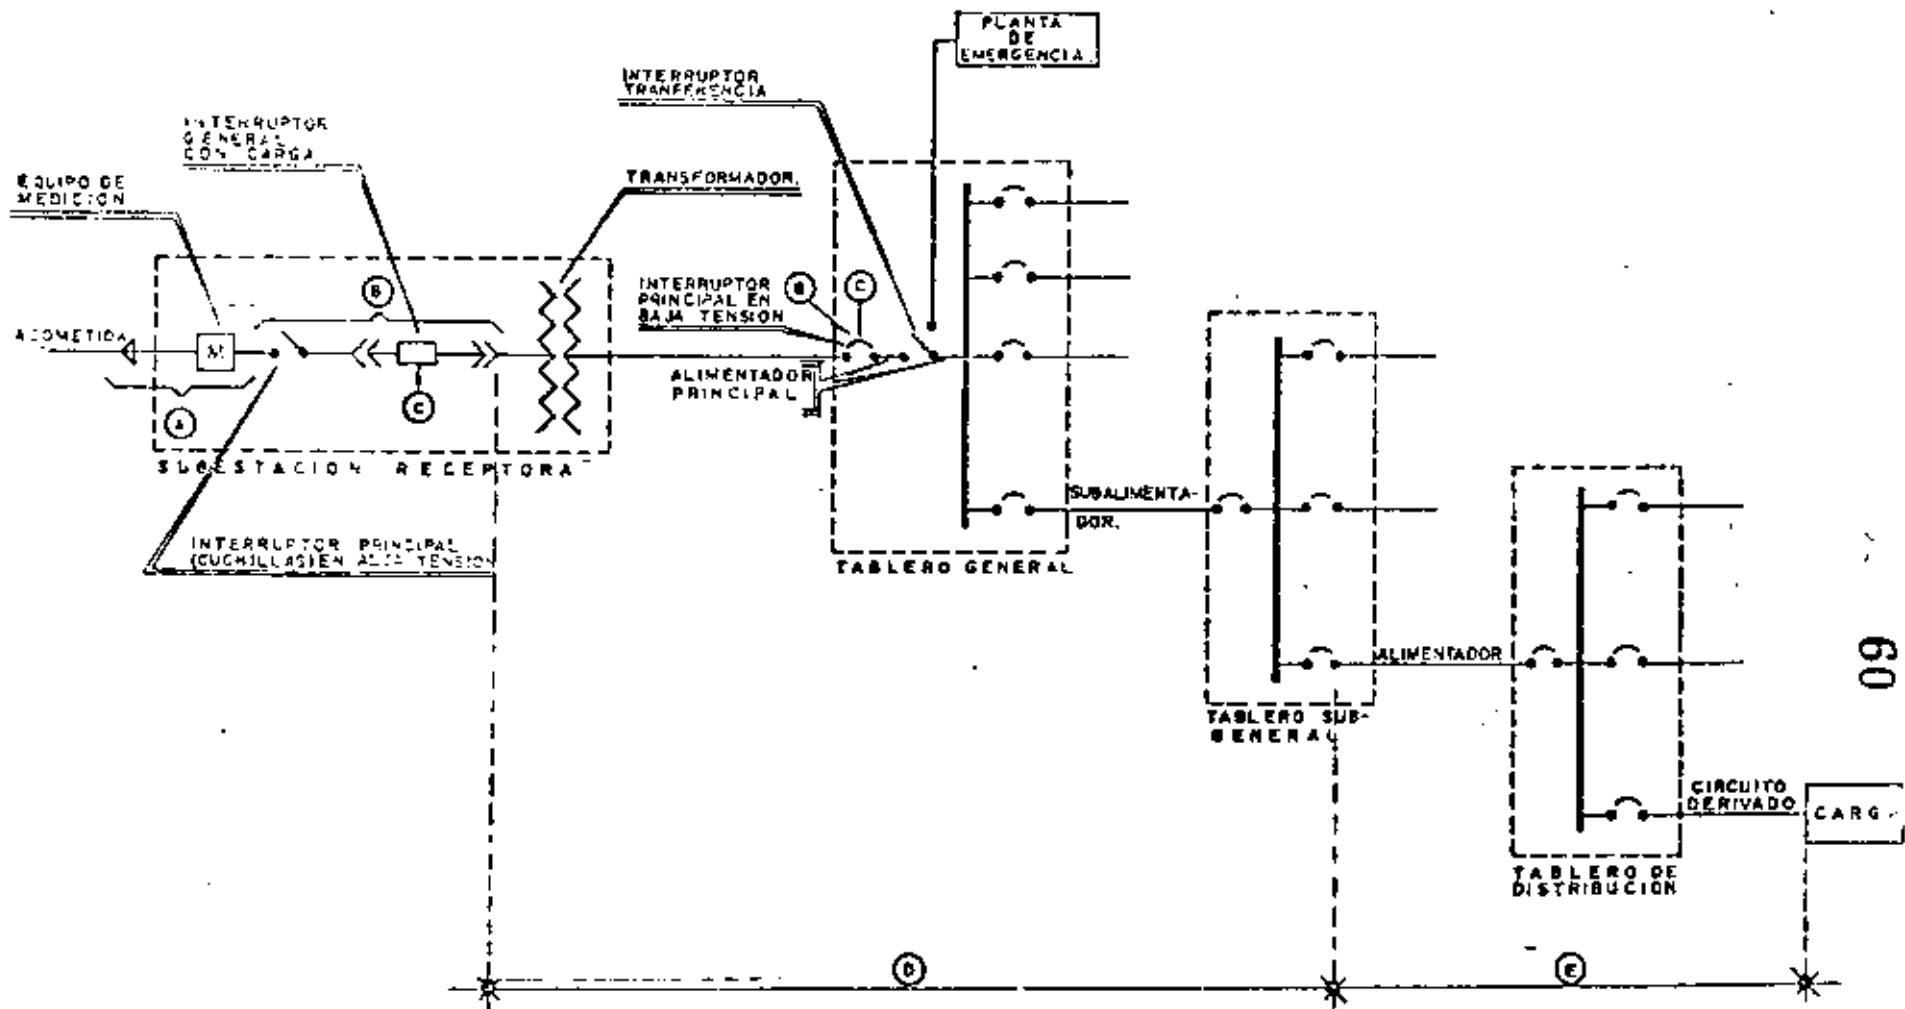 PLANTA
DE
EMERGENCIA
INTERRUPTOR
TRANFERENCIA
INTERRUPTOR
GENERAL
CON CARGA
EQUIPO DE
MEDICION
TRANSFORMADOR.
B
INTERRUPTOR
PRINCIPAL EN
BAJA TENSION
B
C
ACOMETIDA
M
ALIMENTADOR
PRINCIPAL
C
A
SUBESTACION RECEPTORA
SUBALIMENTA-
DOR.
INTERRUPTOR PRINCIPAL
(CUCHILLAS) EN ALTA TENSION
TABLERO GENERAL
ALIMENTADOR
60
TABLERO SUB-
GENERAL
CIRCUITO
DERIVADO
CARGA
TABLERO DE
DISTRIBUCION
D
E